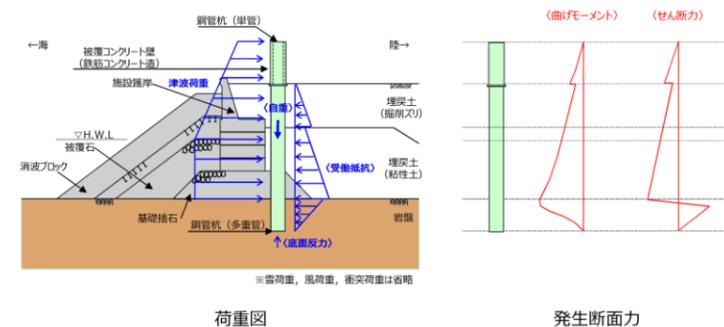 鋼管杭（単管）
←海
陸→
被覆コンクリート壁
（鉄筋コンクリート造）
施設護岸
津波荷重
〈自重〉
埋戻土
（掘削ズリ）
▽H.W.L
被覆石
消波ブロック
〈受働抵抗〉
埋戻土
（粘性土）
基礎捨石
鋼管杭（多重管）
岩盤
〈底面反力〉
※雪荷重，風荷重，衝突荷重は省略
荷重図
〈曲げモーメント〉
〈せん断力〉
発生断面力